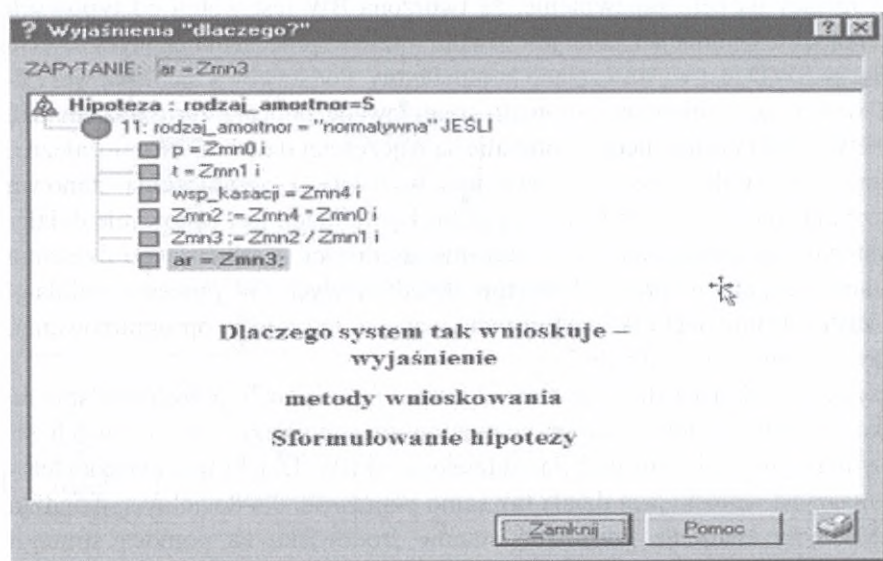 ? Wyjaśnienia "dlaczego?"
ZAPYTANIE: ar = Zmn3
Hipoteza : rodzaj_amortnor=S
11: rodzaj_amortnor = "normatywna" JEŚLI
p = Zmn0 i
t = Zmn1 i
wsp_kasacji = Zmn4 i
Zmn2 := Zmn4 * Zmn0 i
Zmn3 := Zmn2 / Zmn1 i
ar = Zmn3;
Dlaczego system tak wnioskuje –
wyjaśnienie
metody wnioskowania
Sformułowanie hipotezy
Zamknij Pomoc